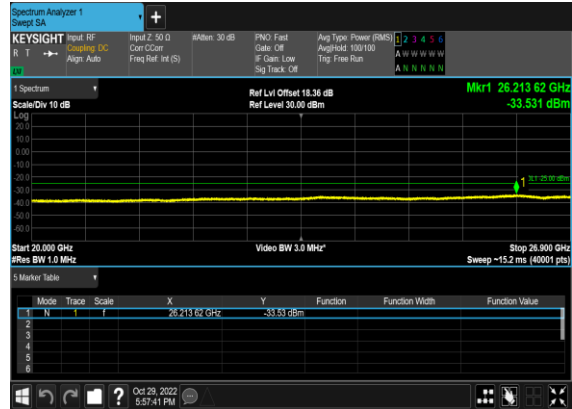 Spectrum Analyzer 1
Swept SA
+
KEYSIGHT Input: RF Input Z: 50 Ω #Atten: 30 dB PNO: Fast Avg Type: Power (RMS) 1 2 3 4 5 6
R T Coupling: DC Corr CCorr Gate: Off Avg|Hold: 100/100 A W W W W W
Align: Auto Freq Ref: Int (S) IF Gain: Low Trig: Free Run
Sig Track: Off A N N N N N
1 Spectrum Ref Lvl Offset 18.36 dB Mkr1 26.213 62 GHz
Scale/Div 10 dB Ref Level 30.00 dBm -33.531 dBm
Log
20.0
10.0
0.00
-10.0
-20.0
1
-30.0
-40.0
-50.0
-60.0
Start 20.000 GHz Video BW 3.0 MHz* Stop 26.900 GHz
#Res BW 1.0 MHz Sweep ~15.2 ms (40001 pts)
5 Marker Table
Mode Trace Scale X Y Function Function Width Function Value
1 N 1 f 26.213 62 GHz -33.53 dBm
2
3
4
5
6
? Oct 29, 2022
5:57:41 PM